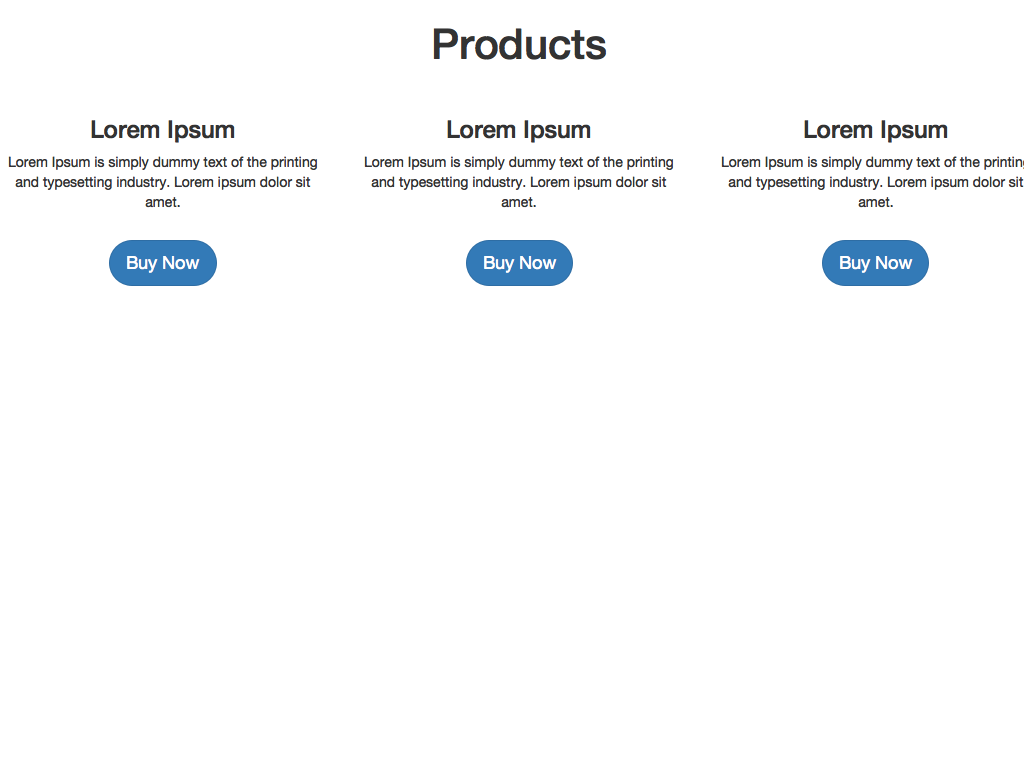 Products
Lorem Ipsum
Lorem Ipsum is simply dummy text of the printing
and typesetting industry. Lorem ipsum dolor sit
amet.
Buy Now
Lorem Ipsum
Lorem Ipsum is simply dummy text of the printing
and typesetting industry. Lorem ipsum dolor sit
amet.
Buy Now
Lorem Ipsum
Lorem Ipsum is simply dummy text of the printing
and typesetting industry. Lorem ipsum dolor sit
amet.
Buy Now